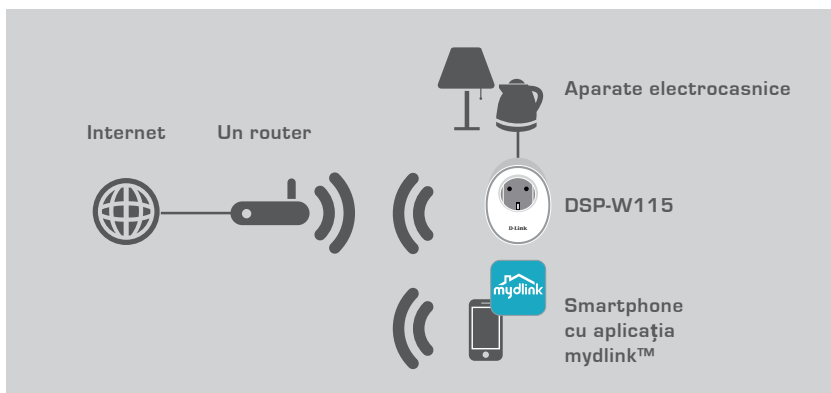 Aparate electrocasnice
Internet
Un router
DSP-W115
D-Link
mydlink
Smartphone
cu aplicația
mydlink™